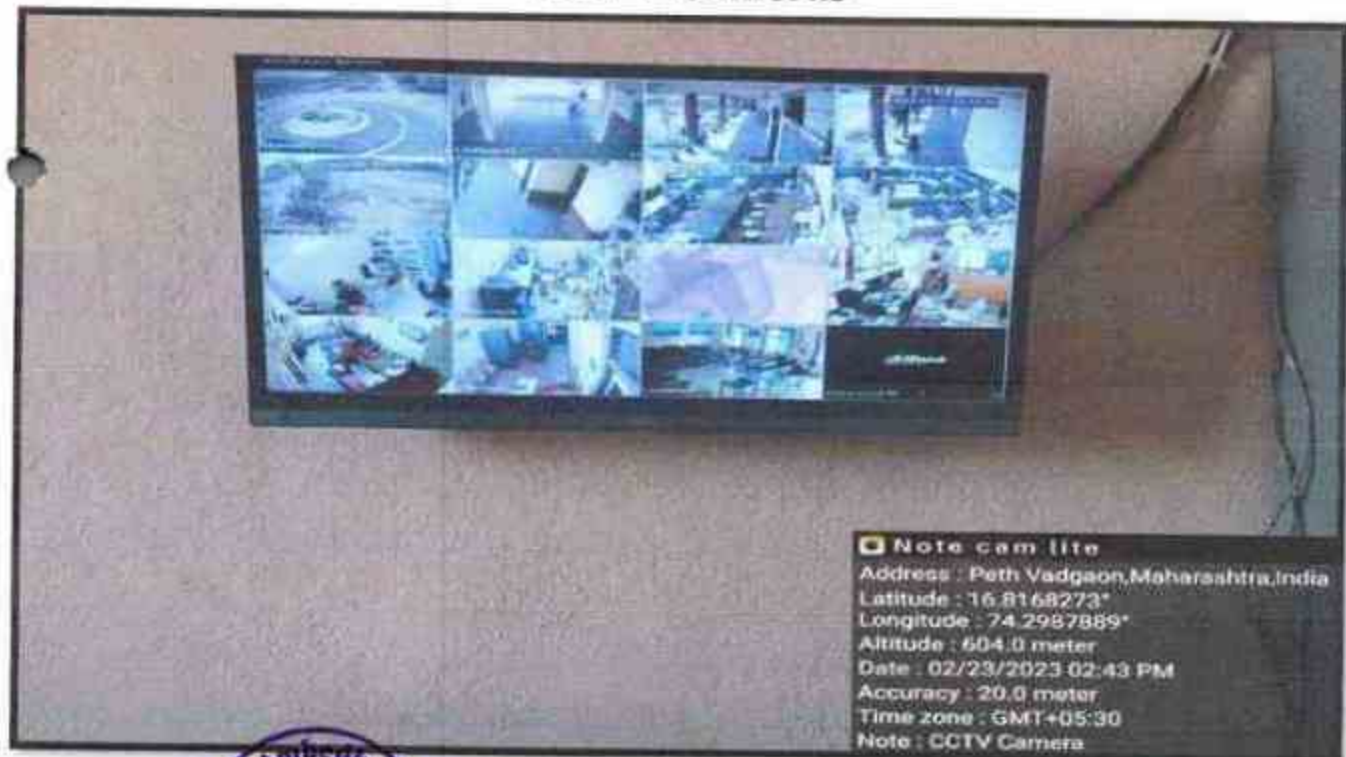 Note cam lite
Address : Peth Vadgaon,Maharashtra,India
Latitude : 16.8168273°
Longitude : 74.2987889°
Altitude : 604.0 meter
Date : 02/23/2023 02:43 PM
Accuracy : 20.0 meter
Time zone : GMT+05:30
Note : CCTV Camera